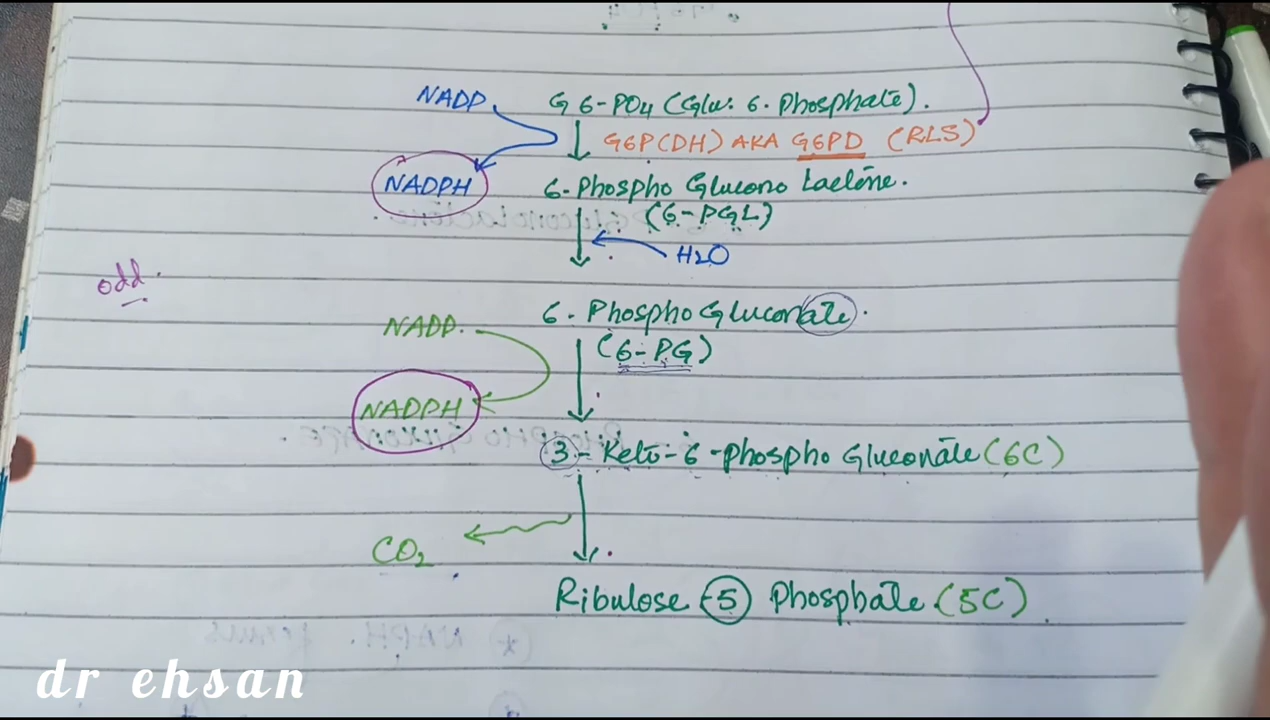 NADP. G 6-PO4 (Glu. 6. Phosphate).
G6P(DH) AKA G6PD (RLS)
NADPH 6-Phospho Glucono Lactone.
(6-PGL)
H2O
odd.
6. Phospho Gluconate.
NADP. (6-PG)
NADPH
3-Keto-6-phospho Gluconate (6C)
CO2
Ribulose-5 Phosphate (5C)
dr ehsan